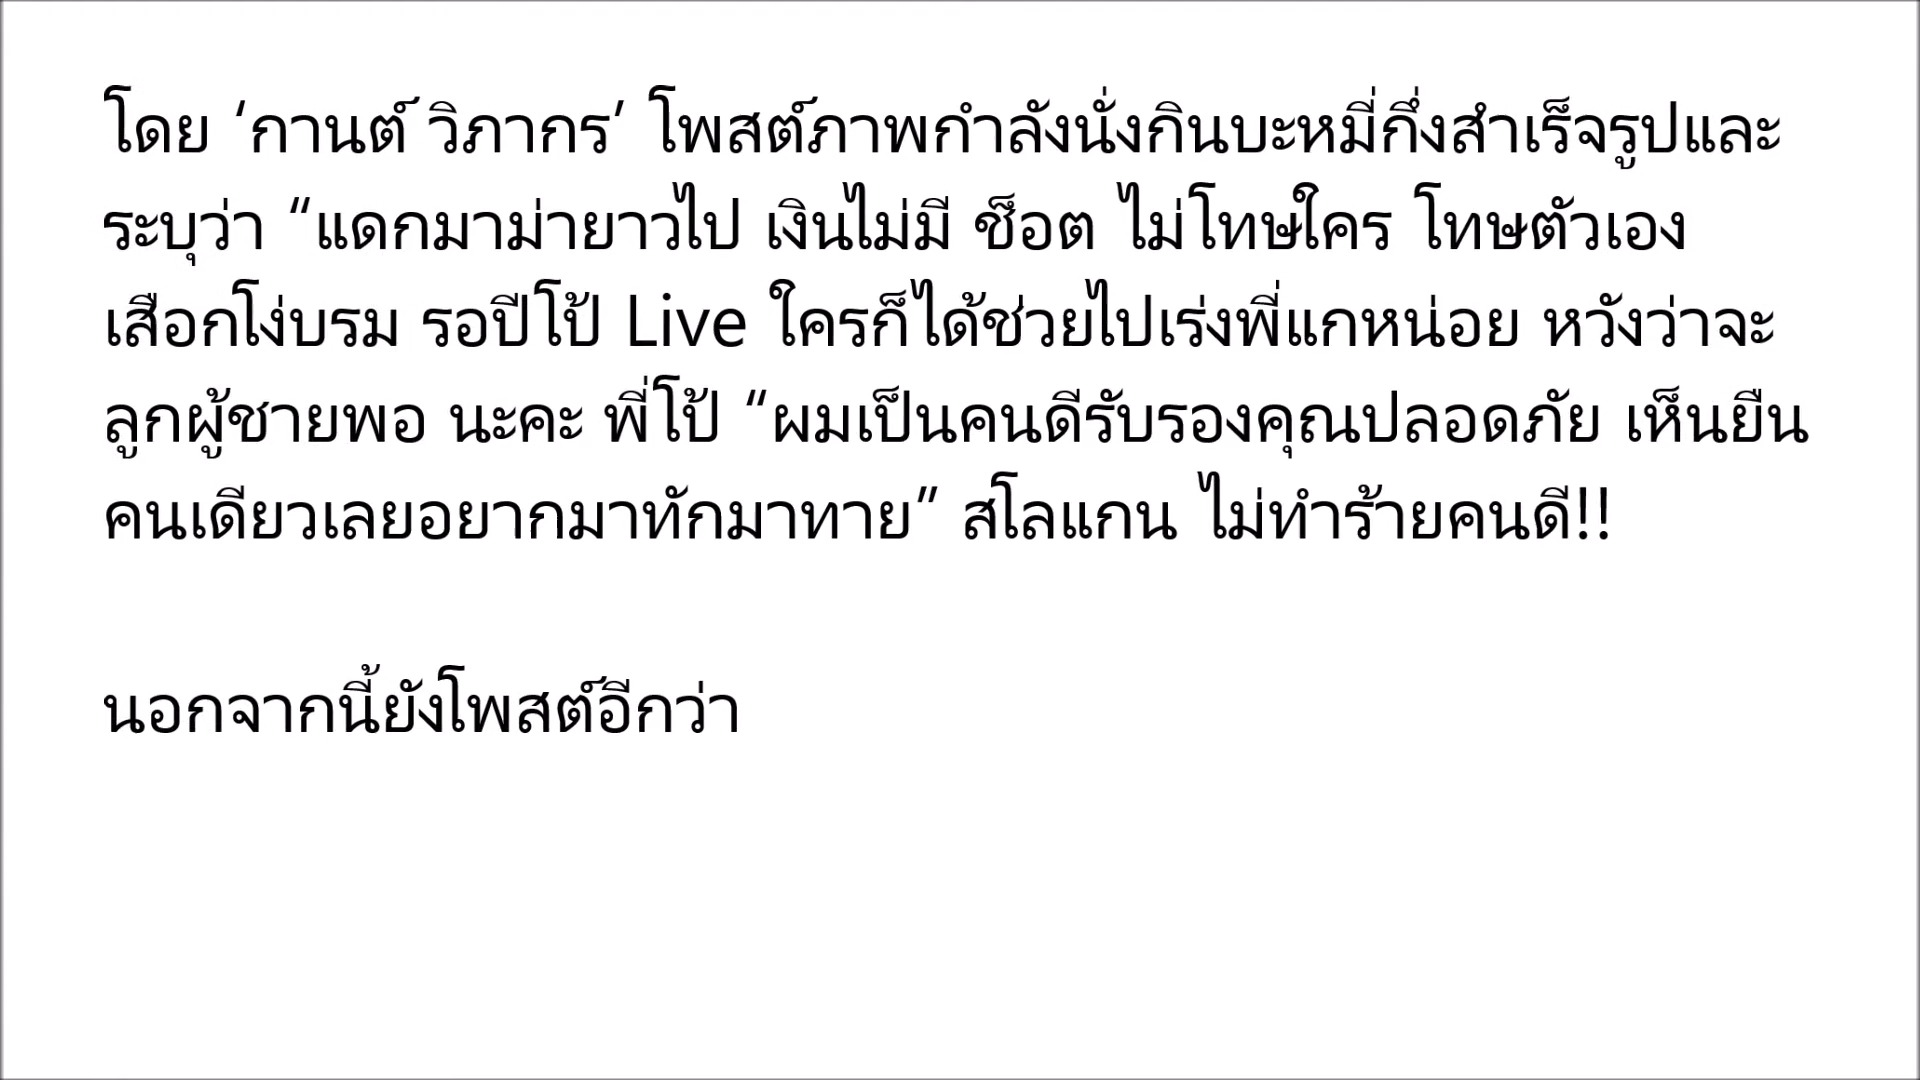 โดย ‘กานต์ วิภากร’ โพสต์ภาพกำลังนั่งกินบะหมี่กึ่งสำเร็จรูปและ
ระบุว่า “แดกมาม่ายาวไป เงินไม่มี ช็อต ไม่โทษใคร โทษตัวเอง
เสือกโง่บรม รอปีโป้ Live ใครก็ได้ช่วยไปเร่งพี่แกหน่อย หวังว่าจะ
ลูกผู้ชายพอ นะคะ พี่โป้ “ผมเป็นคนดีรับรองคุณปลอดภัย เห็นยืน
คนเดียวเลยอยากมาทักมาทาย” สโลแกน ไม่ทำร้ายคนดี!!
นอกจากนี้ยังโพสต์อีกว่า